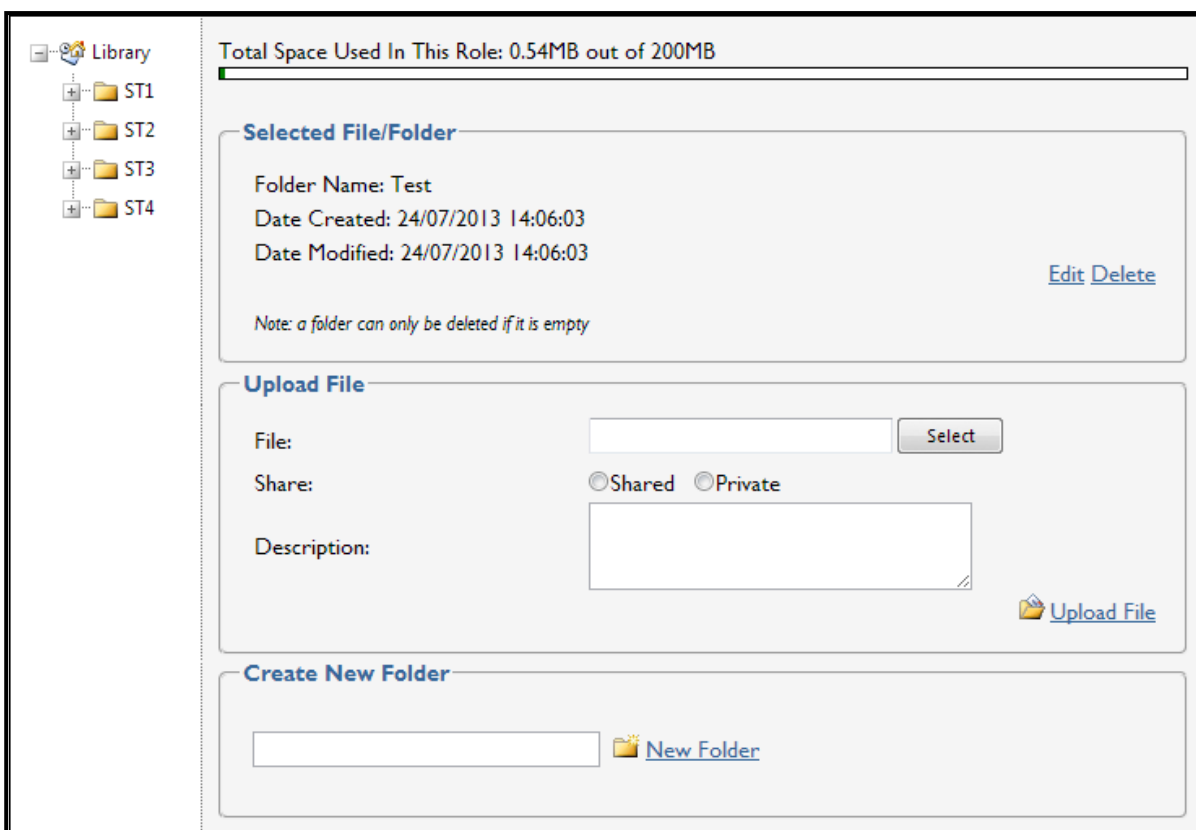 Library
ST1
ST2
ST3
ST4
Total Space Used In This Role: 0.54MB out of 200MB
Selected File/Folder
Folder Name: Test
Date Created: 24/07/2013 14:06:03
Date Modified: 24/07/2013 14:06:03
Edit Delete
Note: a folder can only be deleted if it is empty
Upload File
File:
Select
Share:
Shared Private
Description:
Upload File
Create New Folder
New Folder